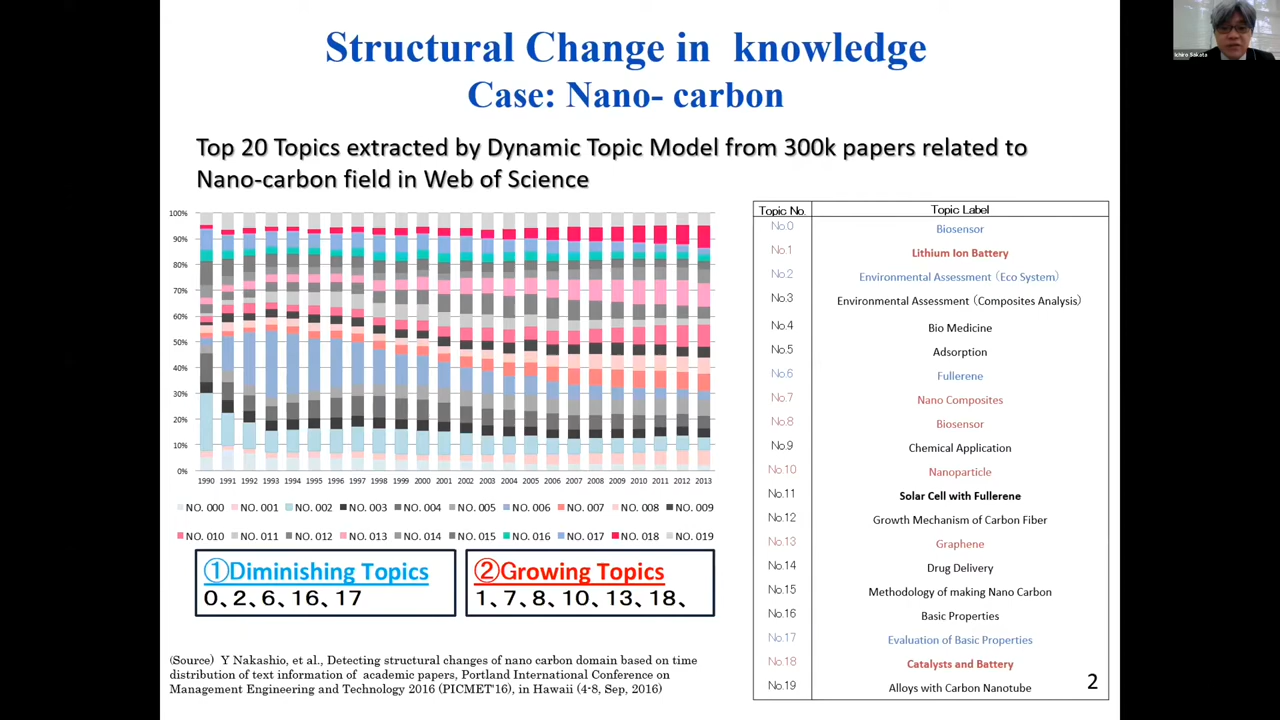 Structural Change in knowledge
Case: Nano- carbon
Ichiro Sakata
Top 20 Topics extracted by Dynamic Topic Model from 300k papers related to
Nano-carbon field in Web of Science
100%
90%
80%
70%
60%
50%
40%
30%
20%
10%
0%
1990 1991 1992 1993 1994 1995 1996 1997 1998 1999 2000 2001 2002 2003 2004 2005 2006 2007 2008 2009 2010 2011 2012 2013
NO. 000 NO. 001 NO. 002 NO. 003 NO. 004 NO. 005 NO. 006 NO. 007 NO. 008 NO. 009
NO. 010 NO. 011 NO. 012 NO. 013 NO. 014 NO. 015 NO. 016 NO. 017 NO. 018 NO. 019
①Diminishing Topics
0、2、6、16、17
②Growing Topics
1、7、8、10、13、18、
(Source) Y Nakashio, et al., Detecting structural changes of nano carbon domain based on time
distribution of text information of academic papers, Portland International Conference on
Management Engineering and Technology 2016 (PICMET'16), in Hawaii (4-8, Sep, 2016)
Topic No. Topic Label
No.0 Biosensor
No.1 Lithium Ion Battery
No.2 Environmental Assessment（Eco System）
No.3 Environmental Assessment（Composites Analysis）
No.4 Bio Medicine
No.5 Adsorption
No.6 Fullerene
No.7 Nano Composites
No.8 Biosensor
No.9 Chemical Application
No.10 Nanoparticle
No.11 Solar Cell with Fullerene
No.12 Growth Mechanism of Carbon Fiber
No.13 Graphene
No.14 Drug Delivery
No.15 Methodology of making Nano Carbon
No.16 Basic Properties
No.17 Evaluation of Basic Properties
No.18 Catalysts and Battery
No.19 Alloys with Carbon Nanotube
2